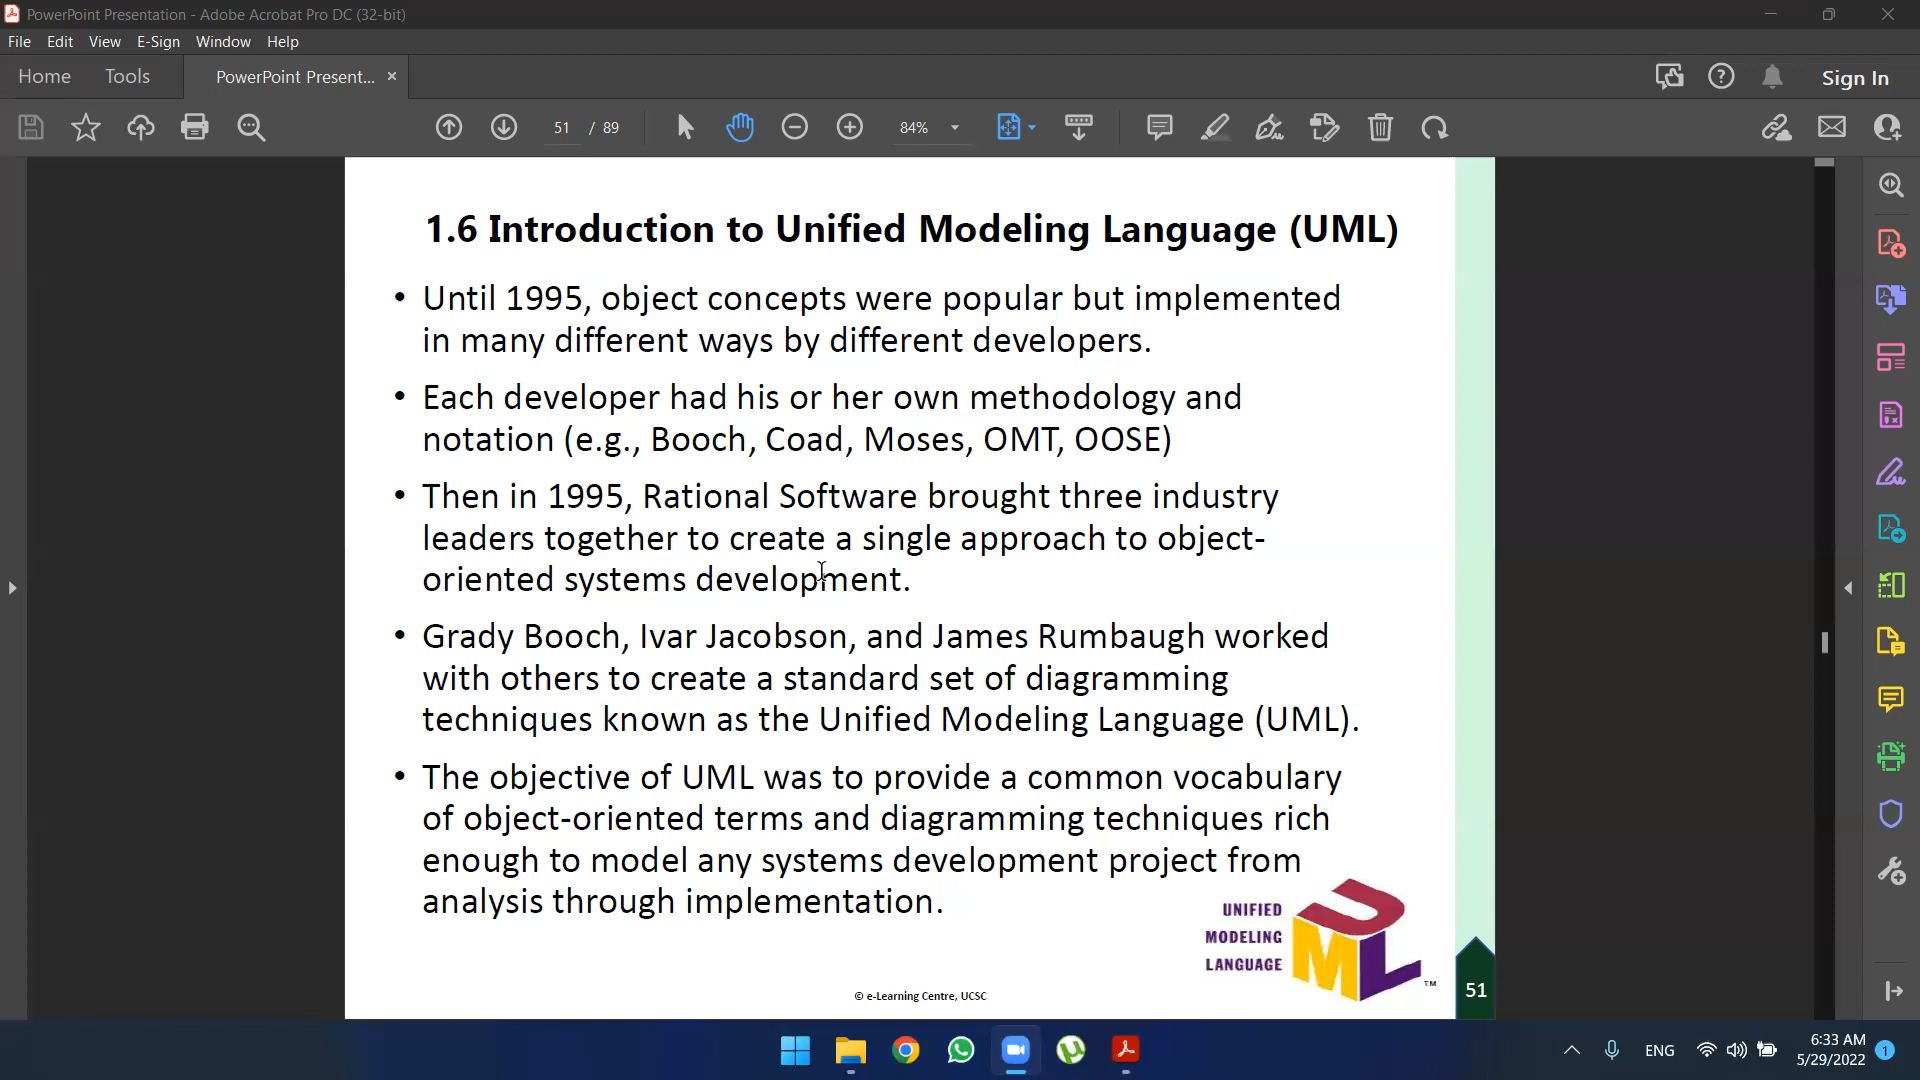 PowerPoint Presentation - Adobe Acrobat Pro DC (32-bit)
File Edit View E-Sign Window Help
Home Tools PowerPoint Present... × Sign In
51 / 89 84%
1.6 Introduction to Unified Modeling Language (UML)
• Until 1995, object concepts were popular but implemented
in many different ways by different developers.
• Each developer had his or her own methodology and
notation (e.g., Booch, Coad, Moses, OMT, OOSE)
• Then in 1995, Rational Software brought three industry
leaders together to create a single approach to object-
oriented systems development.
• Grady Booch, Ivar Jacobson, and James Rumbaugh worked
with others to create a standard set of diagramming
techniques known as the Unified Modeling Language (UML).
• The objective of UML was to provide a common vocabulary
of object-oriented terms and diagramming techniques rich
enough to model any systems development project from
analysis through implementation.
UNIFIED
MODELING
LANGUAGE
UML ™
© e-Learning Centre, UCSC
51
ENG
6:33 AM
5/29/2022
1